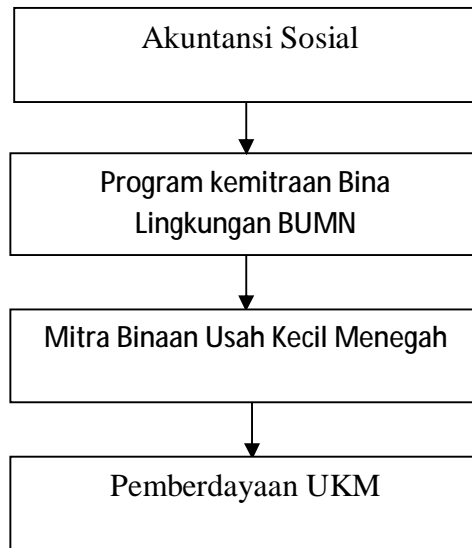 Akuntansi Sosial
Program kemitraan Bina
Lingkungan BUMN
Mitra Binaan Usah Kecil Menegah
Pemberdayaan UKM